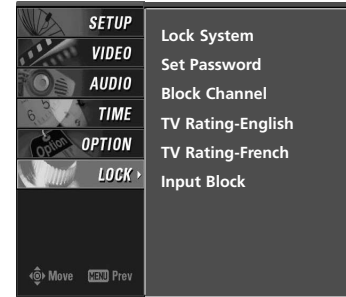 SETUP
VIDEO
AUDIO
TIME
OPTION
LOCK
Lock System
Set Password
Block Channel
TV Rating-English
TV Rating-French
Input Block
Move MENU Prev